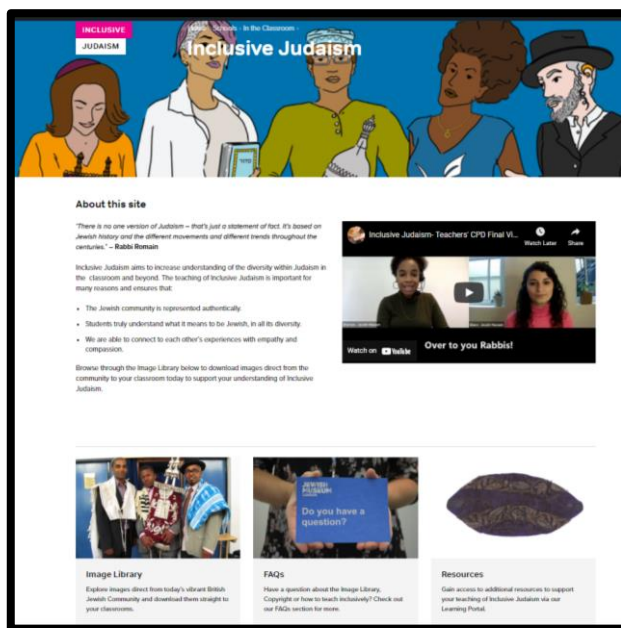 INCLUSIVE
JUDAISM
Schools · In the Classroom ·
Inclusive Judaism
About this site
"There is no one version of Judaism – that's just a statement of fact. It's based on
Jewish history and the different movements and different trends throughout the
centuries." – Rabbi Romain
Inclusive Judaism aims to increase understanding of the diversity within Judaism in
the classroom and beyond. The teaching of Inclusive Judaism is important for
many reasons and ensures that:
• The Jewish community is represented authentically.
• Students truly understand what it means to be Jewish, in all its diversity.
• We are able to connect to each other's experiences with empathy and
compassion.
Browse through the Image Library below to download images direct from the
community to your classroom today to support your understanding of Inclusive
Judaism.
Inclusive Judaism- Teachers' CPD Final Vi...
Watch Later
Share
Watch on YouTube
Over to you Rabbis!
JEWISH
MUSEUM
LONDON
Do you have a
question?
Image Library
Explore images direct from today's vibrant British
Jewish Community and download them straight to
your classrooms.
FAQs
Have a question about the Image Library,
Copyright or how to teach inclusively? Check out
our FAQs section for more.
Resources
Gain access to additional resources to support
your teaching of Inclusive Judaism via our
Learning Portal.